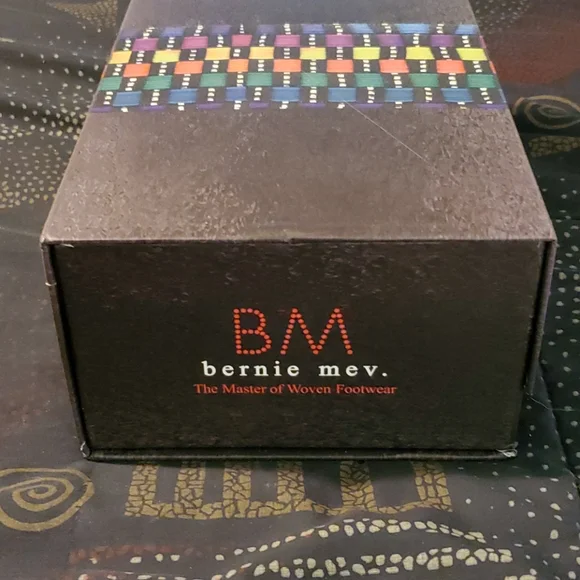 BM
bernie mev.
The Master of Woven Footwear